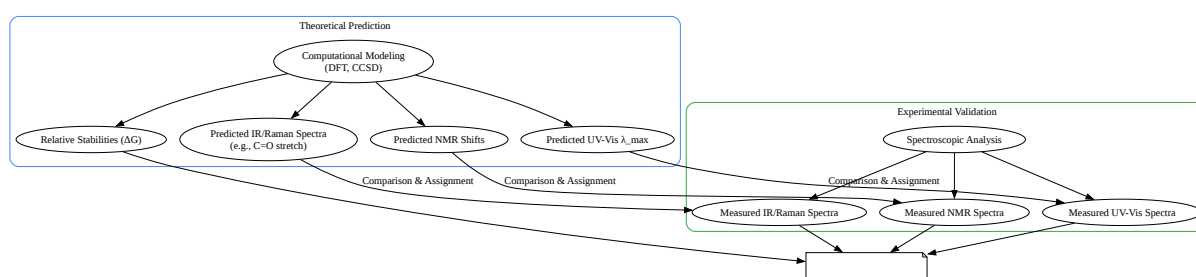 Theoretical Prediction
Computational Modeling
(DFT, CCSD)
Relative Stabilities (ΔG)
Predicted IR/Raman Spectra
(e.g., C=O stretch)
Predicted NMR Shifts
Predicted UV-Vis λ_max
Experimental Validation
Spectroscopic Analysis
Comparison & Assignment
Comparison & Assignment
Comparison & Assignment
Measured IR/Raman Spectra
Measured NMR Spectra
Measured UV-Vis Spectra